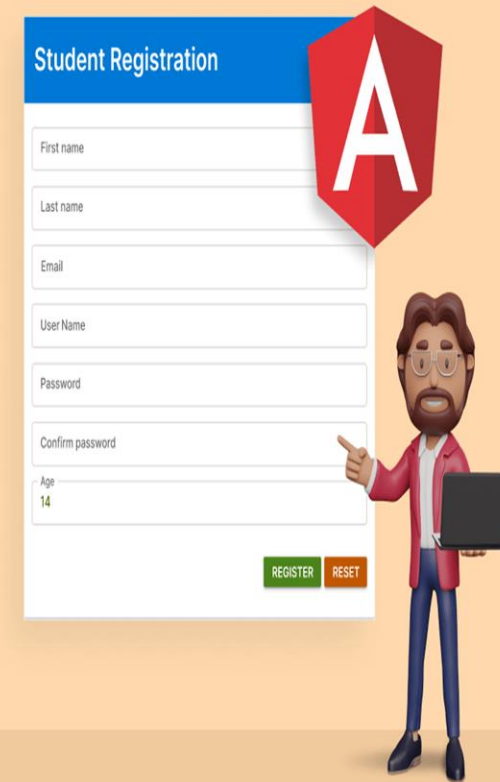 Student Registration
A
First name
Last name
Email
User Name
Password
Confirm password
Age
14
REGISTER RESET